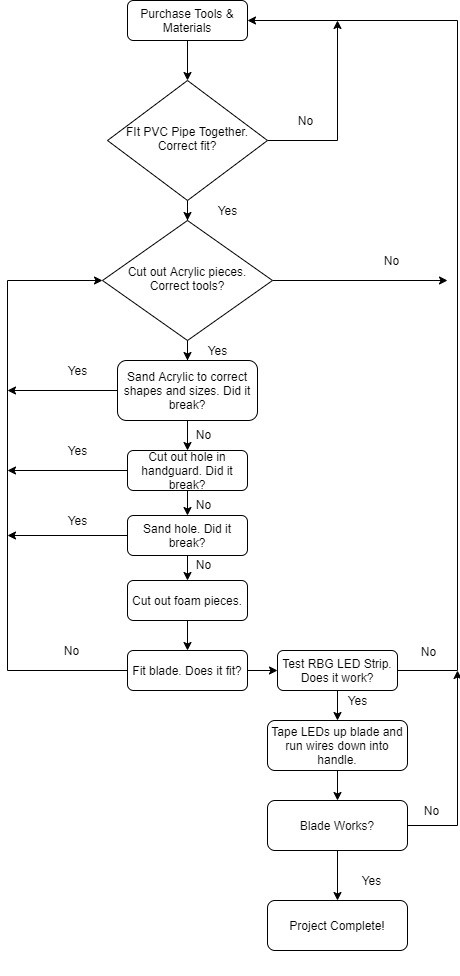 Purchase Tools &
Materials
No
FIt PVC Pipe Together.
Correct fit?
Yes
No
Cut out Acrylic pieces.
Correct tools?
Yes
Yes
Sand Acrylic to correct
shapes and sizes. Did it
break?
No
Yes
Cut out hole in
handguard. Did it
break?
No
Yes
Sand hole. Did it
break?
No
Cut out foam pieces.
No
Fit blade. Does it fit?
Test RBG LED Strip.
Does it work?
No
Yes
Tape LEDs up blade and
run wires down into
handle.
No
Blade Works?
Yes
Project Complete!